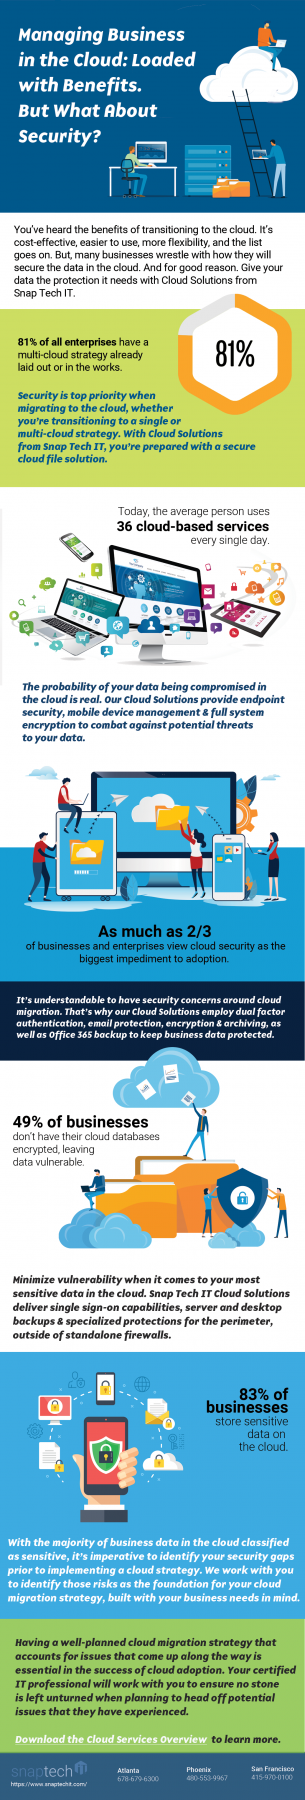 Managing Business
in the Cloud: Loaded
with Benefits.
But What About
Security?
You've heard the benefits of transitioning to the cloud. It's
cost-effective, easier to use, more flexibility, and the list
goes on. But, many businesses wrestle with how they will
secure the data in the cloud. And for good reason. Give your
data the protection it needs with Cloud Solutions from
Snap Tech IT.
81% of all enterprises have a
multi-cloud strategy already
laid out or in the works.
81%
Security is top priority when
migrating to the cloud, whether
you're transitioning to a single or
multi-cloud strategy. With Cloud Solutions
from Snap Tech IT, you're prepared with a secure
cloud file solution.
Today, the average person uses
36 cloud-based services
every single day.
The probability of your data being compromised in
the cloud is real. Our Cloud Solutions provide endpoint
security, mobile device management & full system
encryption to combat against potential threats
to your data.
As much as 2/3
of businesses and enterprises view cloud security as the
biggest impediment to adoption.
It's understandable to have security concerns around cloud
migration. That's why our Cloud Solutions employ dual factor
authentication, email protection, encryption & archiving, as
well as Office 365 backup to keep business data protected.
49% of businesses
don't have their cloud databases
encrypted, leaving
data vulnerable.
Minimize vulnerability when it comes to your most
sensitive data in the cloud. Snap Tech IT Cloud Solutions
deliver single sign-on capabilities, server and desktop
backups & specialized protections for the perimeter,
outside of standalone firewalls.
83% of
businesses
store sensitive
data on
the cloud.
With the majority of business data in the cloud classified
as sensitive, it's imperative to identify your security gaps
prior to implementing a cloud strategy. We work with you
to identify those risks as the foundation for your cloud
migration strategy, built with your business needs in mind.
Having a well-planned cloud migration strategy that
accounts for issues that come up along the way is
essential in the success of cloud adoption. Your certified
IT professional will work with you to ensure no stone
is left unturned when planning to head off potential
issues that they have experienced.
Download the Cloud Services Overview to learn more.
snaptech IT
https://www.snaptechit.com/
Atlanta
678-679-6300
Phoenix
480-553-9967
San Francisco
415-970-0100